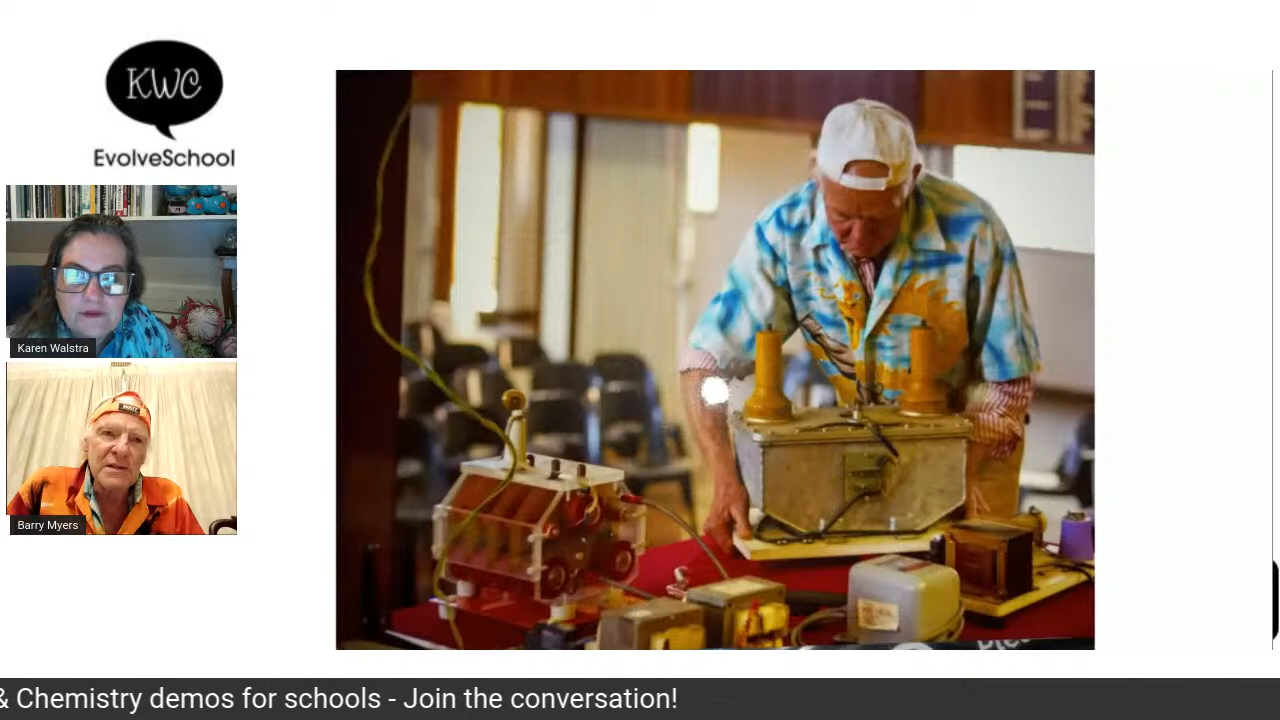 KWC
EvolveSchool
Karen Walstra
Barry Myers
& Chemistry demos for schools - Join the conversation!